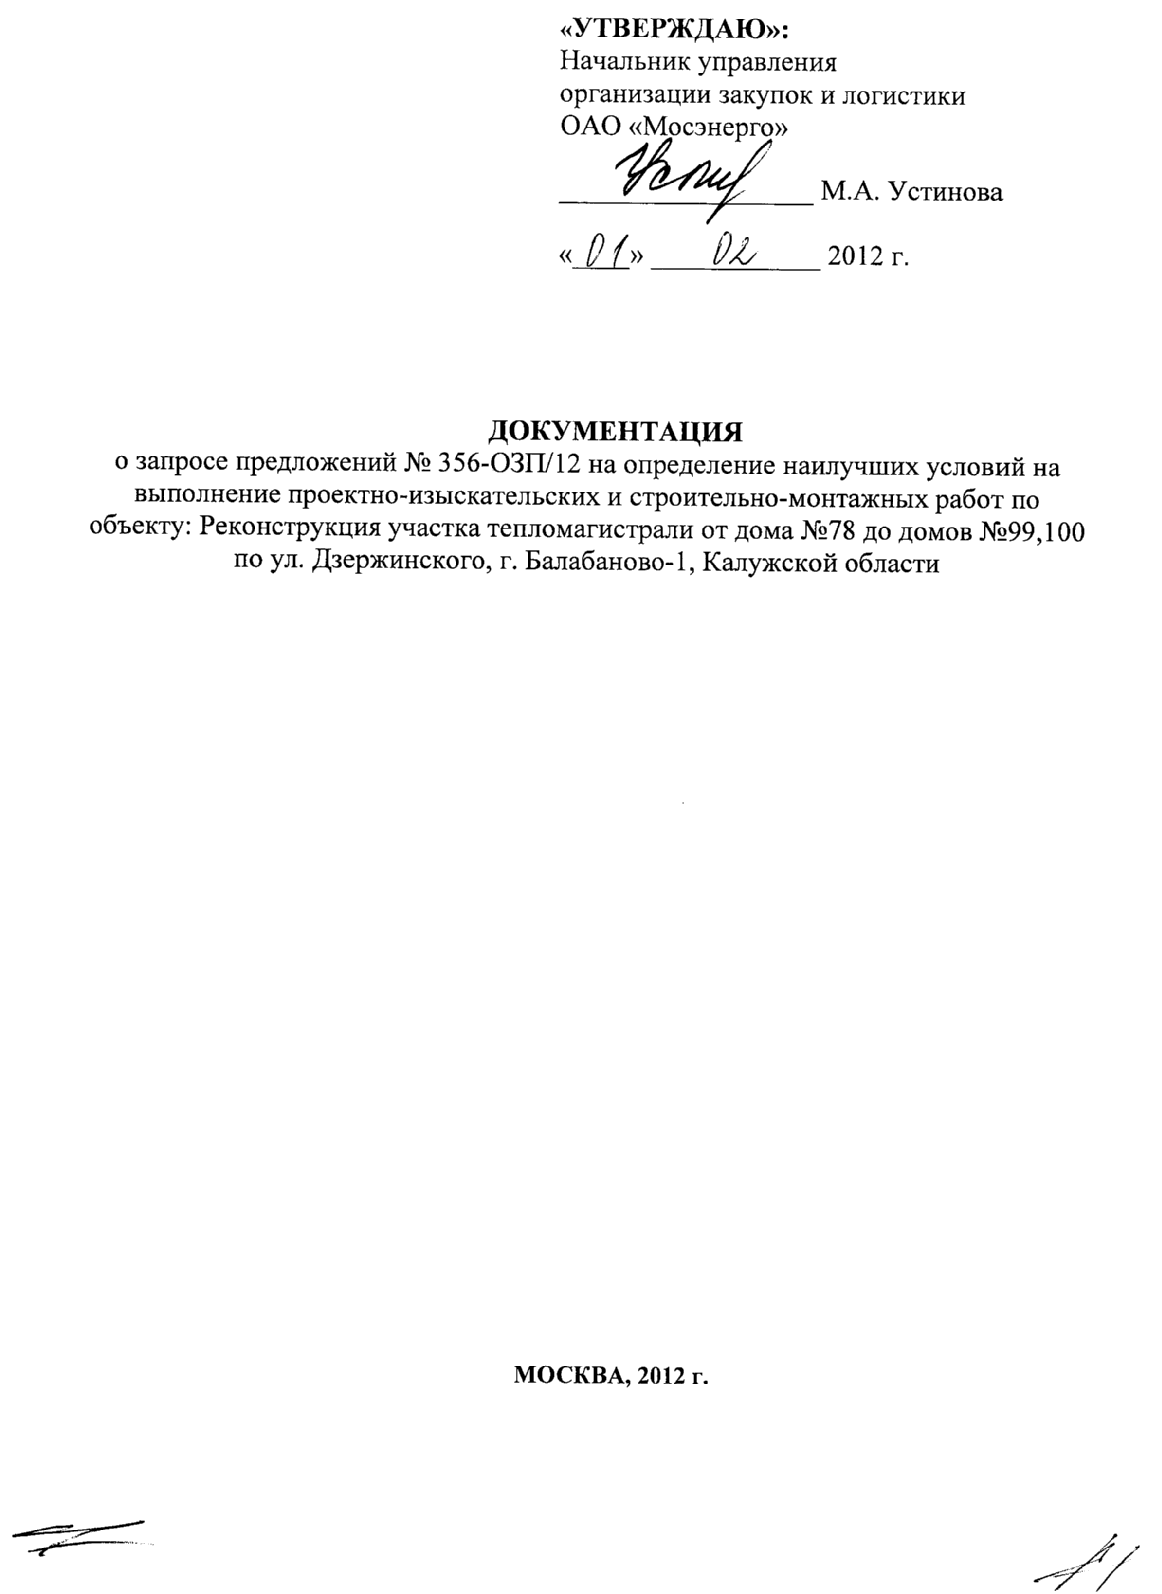 «УТВЕРЖДАЮ»:
Начальник управления
организации закупок и логистики
ОАО «Мосэнерго»
М.А. Устинова
«01» 02 2012 г.
ДОКУМЕНТАЦИЯ
о запросе предложений № 356-ОЗП/12 на определение наилучших условий на
выполнение проектно-изыскательских и строительно-монтажных работ по
объекту: Реконструкция участка тепломагистрали от дома №78 до домов №99,100
по ул. Дзержинского, г. Балабаново-1, Калужской области
МОСКВА, 2012 г.